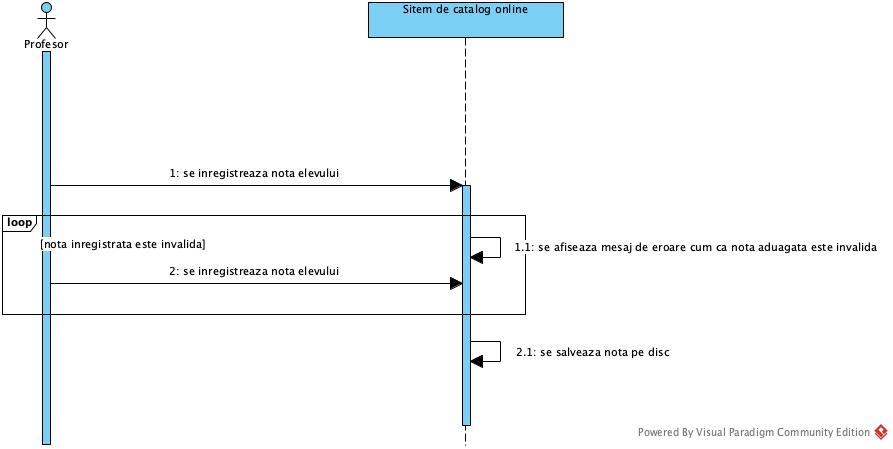 Sitem de catalog online
Profesor
1: se inregistreaza nota elevului
loop
[nota inregistrata este invalida]
1.1: se afiseaza mesaj de eroare cum ca nota aduagata este invalida
2: se inregistreaza nota elevului
2.1: se salveaza nota pe disc
Powered By Visual Paradigm Community Edition